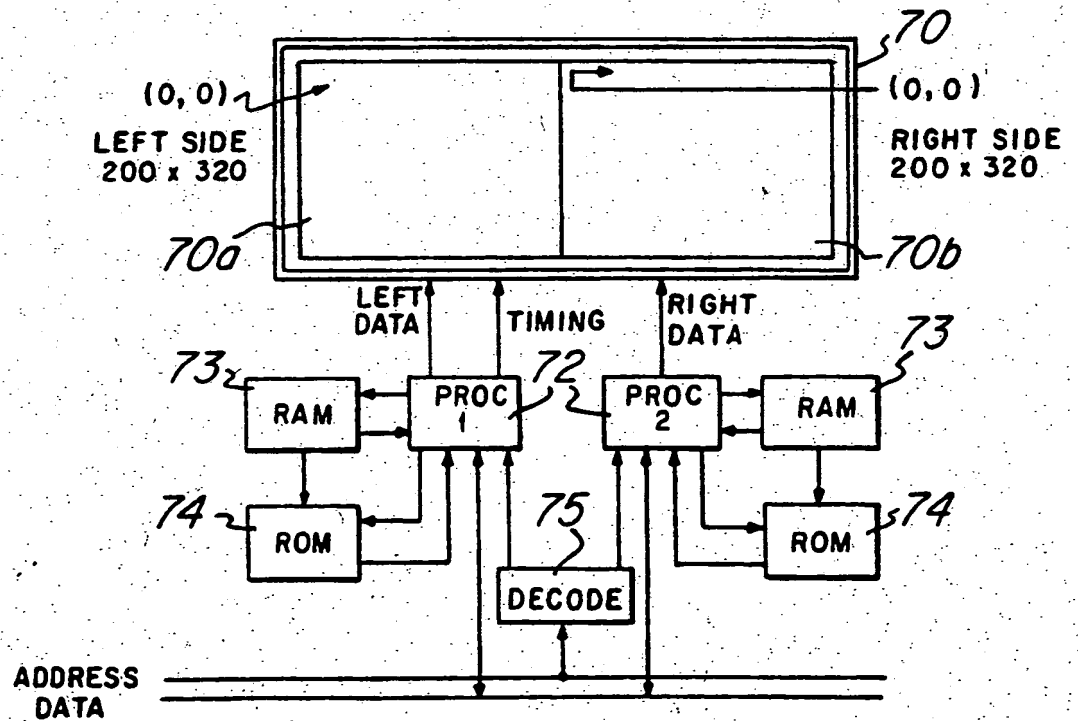 70
(0,0)
(0,0)
LEFT SIDE
200 x 320
RIGHT SIDE
200 x 320
70a
70b
LEFT
DATA
TIMING
RIGHT
DATA
73
RAM
PROC
1
72
PROC
2
73
RAM
74
ROM
75
DECODE
74
ROM
ADDRESS
DATA